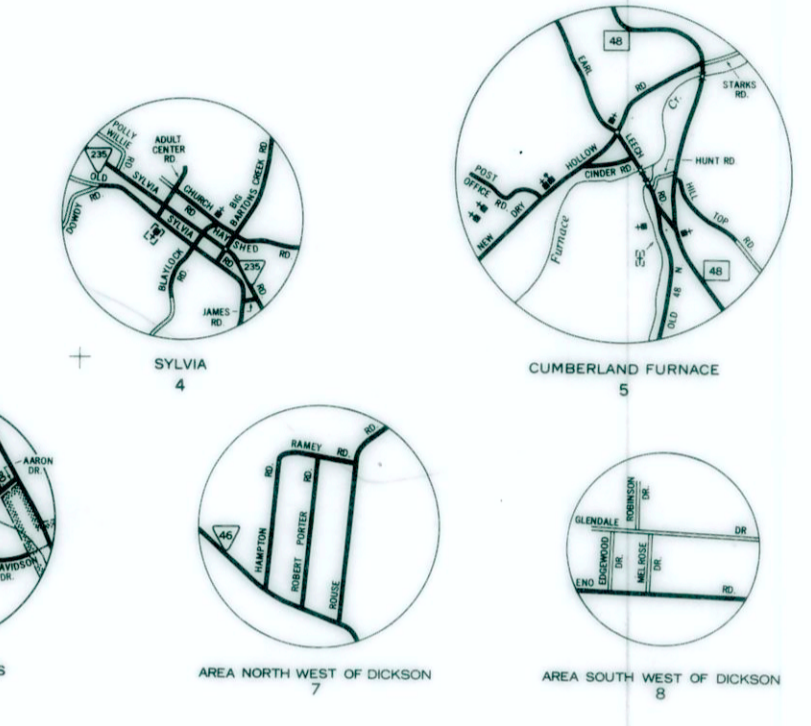 POLLY
WILLIE
RD
235
OLD
RD.
DOWDY
ADULT
CENTER
RD.
SYLVIA
RD
CHURCH
BIG
BARTONS CREEK RD
SYLVIA
HAY
SHED
RD.
RD
BLAYLOCK
RD
235
RD
JAMES
RD.
SYLVIA
4
48
EARL
RD
Cr.
STARKS
RD.
LEECH
HOLLOW
CINDER RD
HUNT RD
RD
POST
OFFICE RD.
DRY
NEW
Furnace
HILL
TOP
RD.
48
OLD 48 N
CUMBERLAND FURNACE
5
AARON
DR.
AVIDSON
DR.
S
RAMEY RD.
RD.
RD.
RD.
46
HAMPTON
ROBERT PORTER
ROUSE
AREA NORTH WEST OF DICKSON
7
ROBINSON
DR.
GLENDALE
DR
EDGEWOOD
DR.
MELROSE
DR.
ENO
RD.
AREA SOUTH WEST OF DICKSON
8